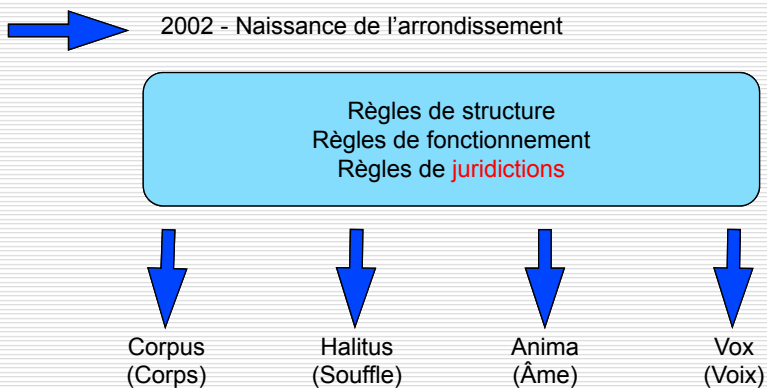 2002 - Naissance de l’arrondissement
Règles de structure
Règles de fonctionnement
Règles de juridictions
Corpus
(Corps)
Halitus
(Souffle)
Anima
(Âme)
Vox
(Voix)